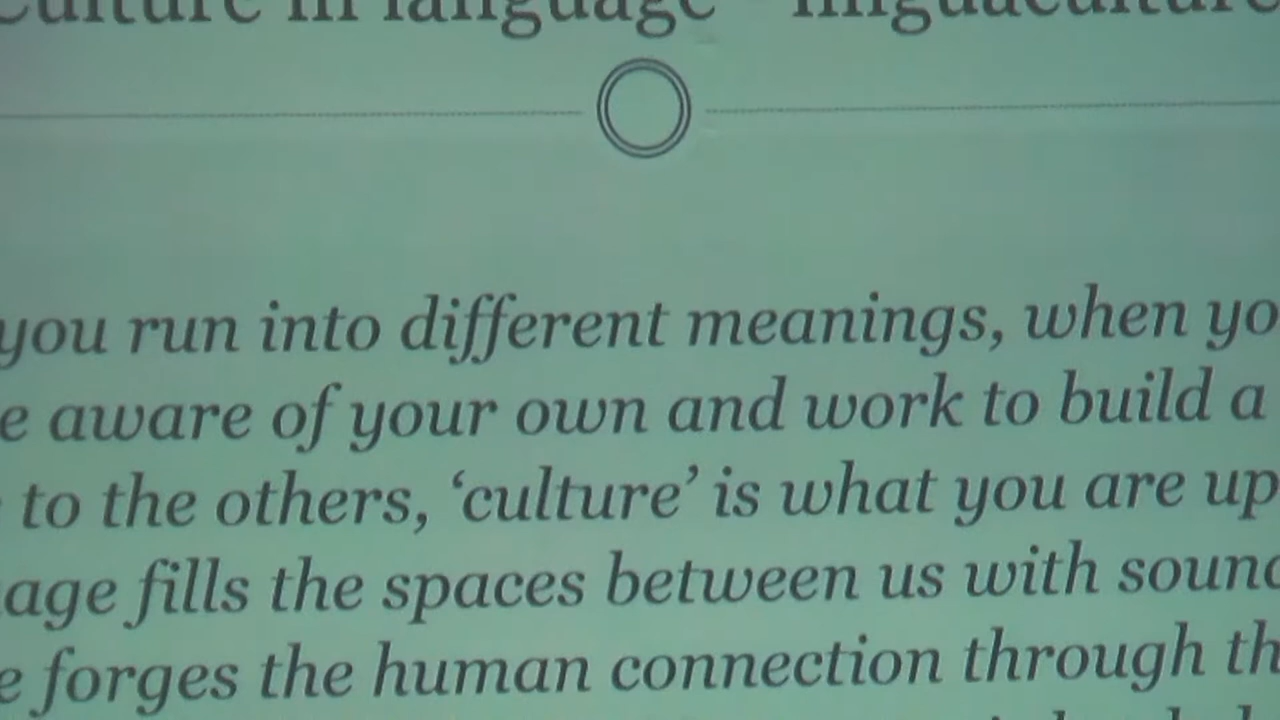 Culture in language linguaculture
you run into different meanings, when yo
e aware of your own and work to build a
to the others, ‘culture’ is what you are up
age fills the spaces between us with soun
e forges the human connection through th